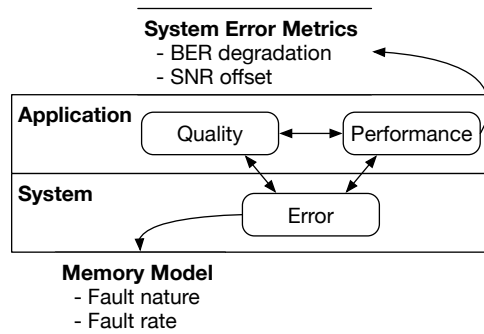 System Error Metrics
- BER degradation
- SNR offset
Application
Quality
Performance
System
Error
Memory Model
- Fault nature
- Fault rate